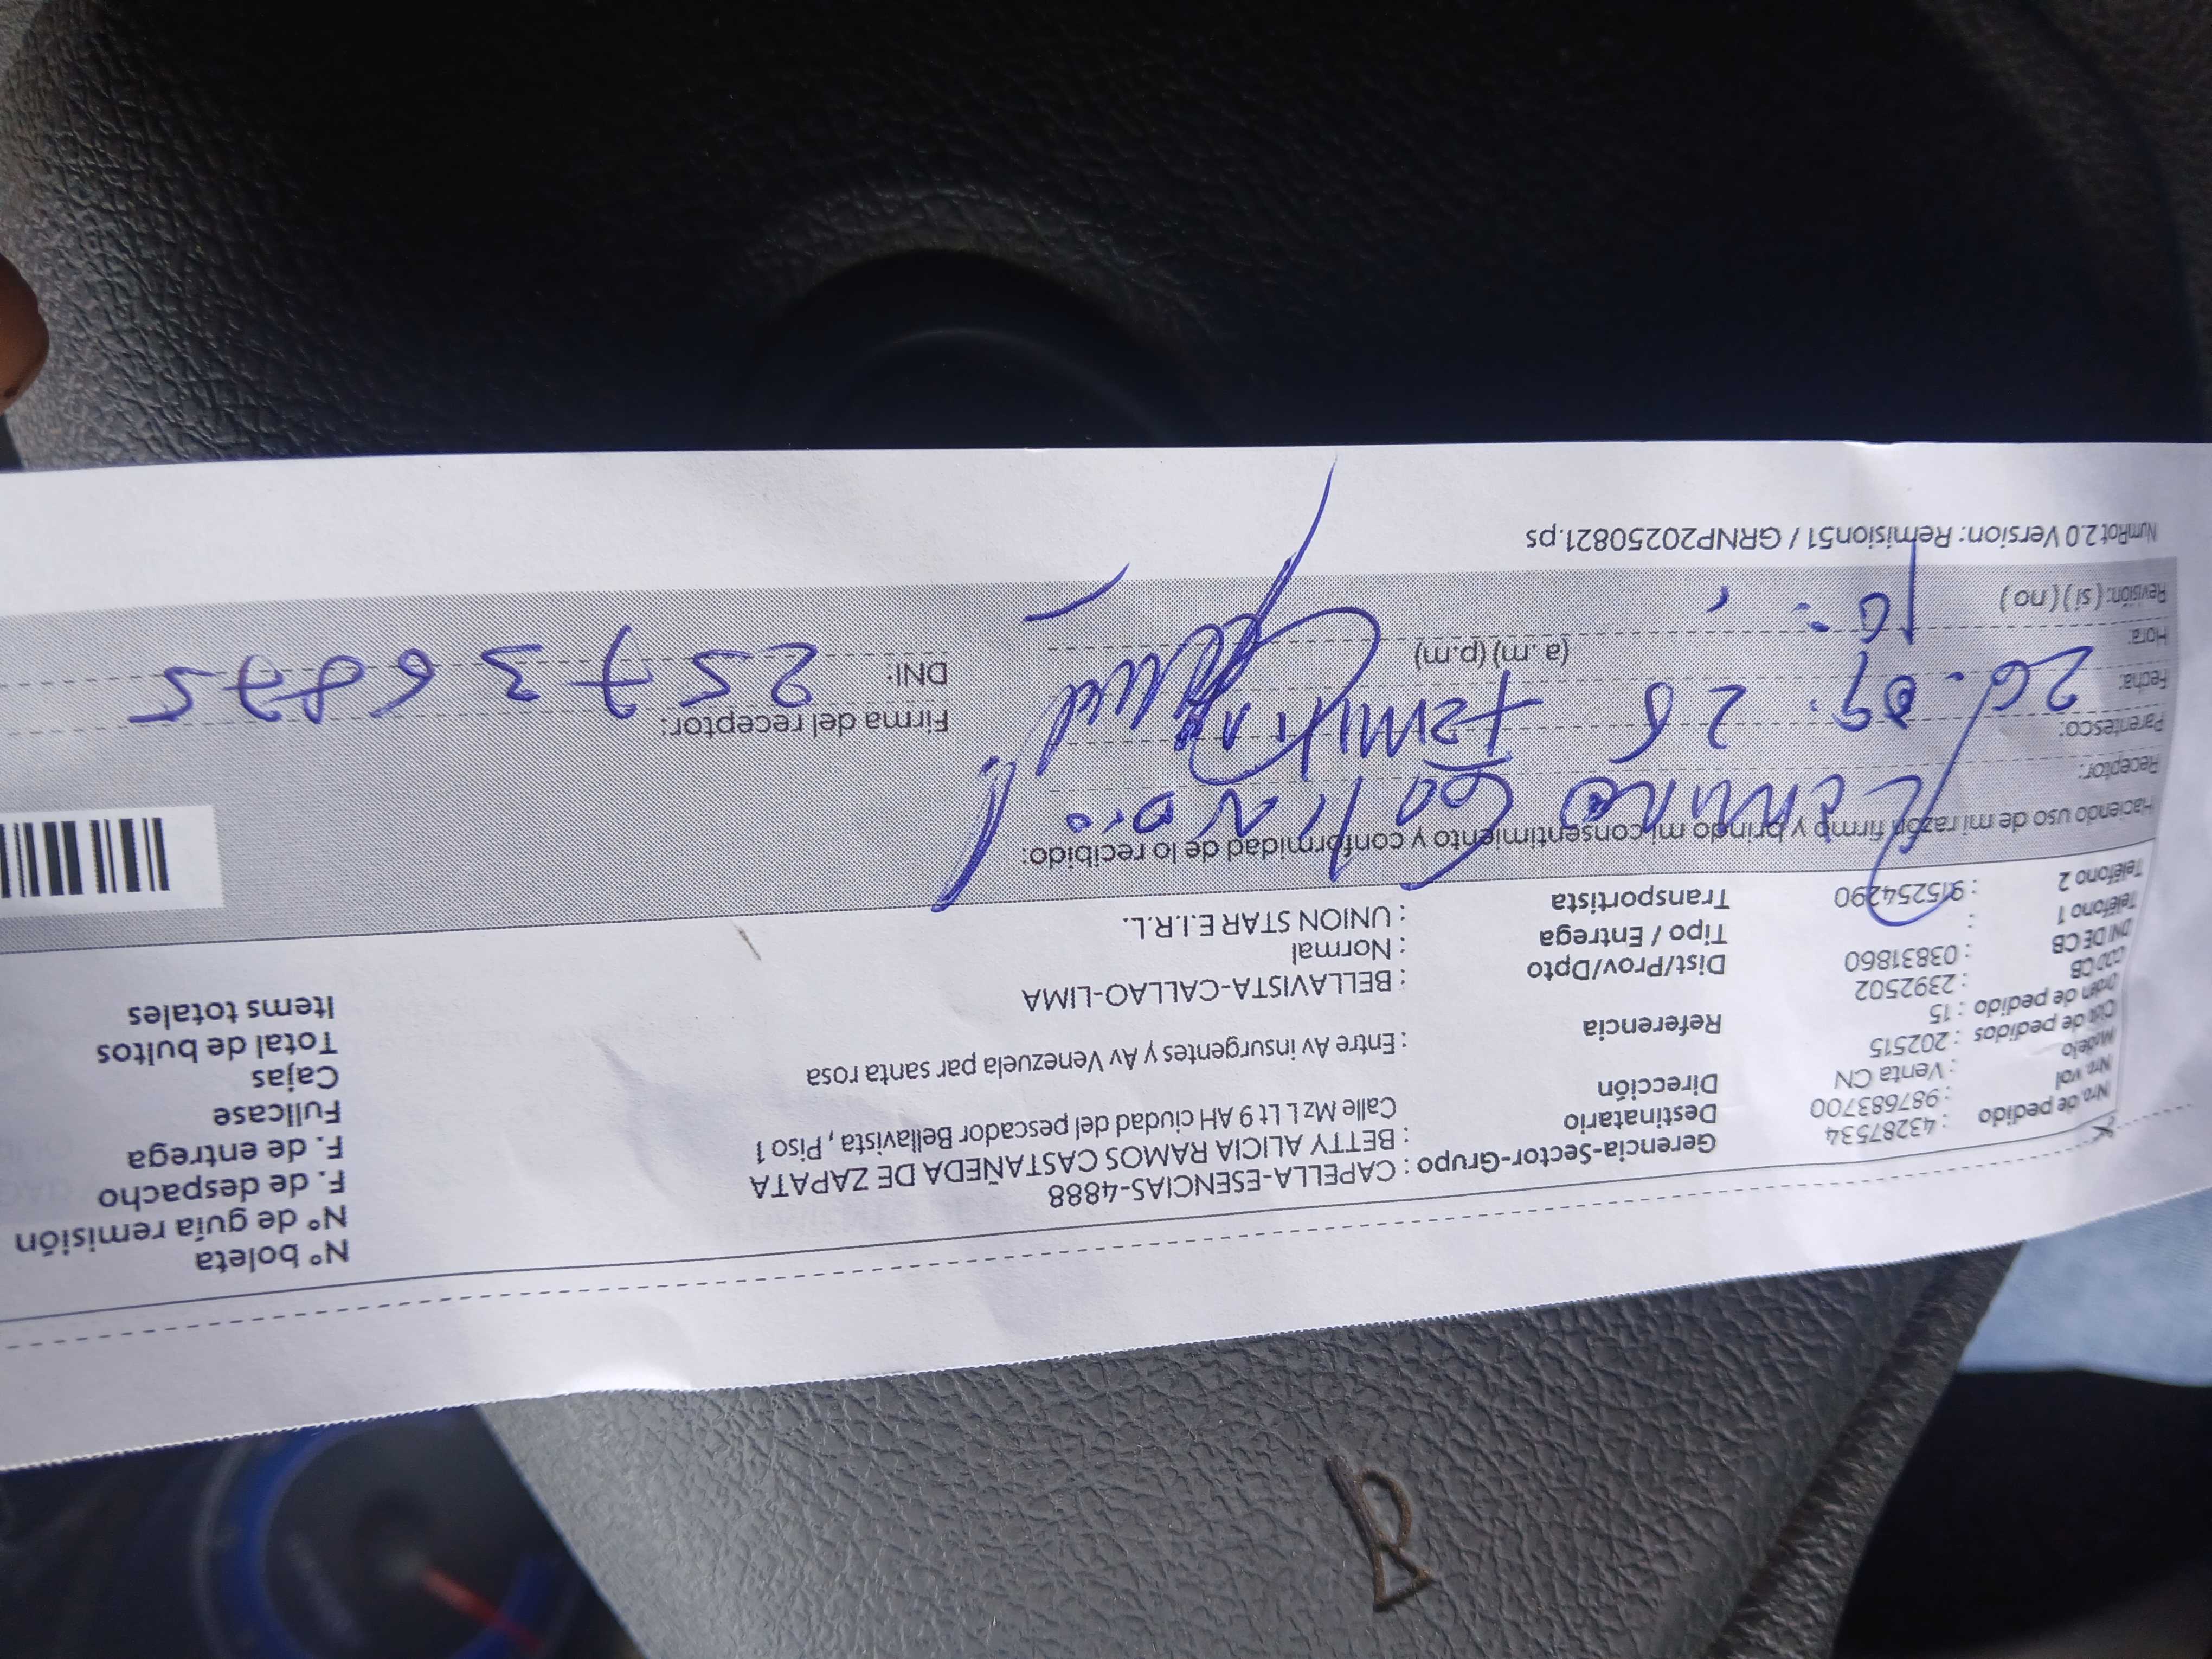 Nro. de pedido : 43287534
Nro. vol : 987683700
Modelo : Venta CN
Cat. de pedidos : 202515
Orden de pedido : 15
COD CB : 2392502
DNI DE CB : 03831860
Teléfono 1 :
Teléfono 2 : 915254290
Gerencia-Sector-Grupo : CAPELLA-ESENCIAS-4888
Destinatario : BETTY ALICIA RAMOS CASTAÑEDA DE ZAPATA
Dirección Calle Mz L Lt 9 AH ciudad del pescador Bellavista , Piso 1
Referencia : Entre Av insurgentes y Av Venezuela par santa rosa
Dist/Prov/Dpto : BELLAVISTA-CALLAO-LIMA
Tipo / Entrega : Normal
Transportista : UNION STAR E.I.R.L.
N° boleta
N° de guía remisión
F. de despacho
F. de entrega
Fullcase
Cajas
Total de bultos
Items totales
Haciendo uso de mi razón firmo y brindo mi consentimiento y conformidad de lo recibido:
Receptor:
Parentesco:
Fecha:
Hora: (a. m) (p.m)
Revisión: ( sí ) ( no )
Firma del receptor:
DNI: 25736875
NumRot 2.0 Version: Remision51 / GRNP20250821.ps